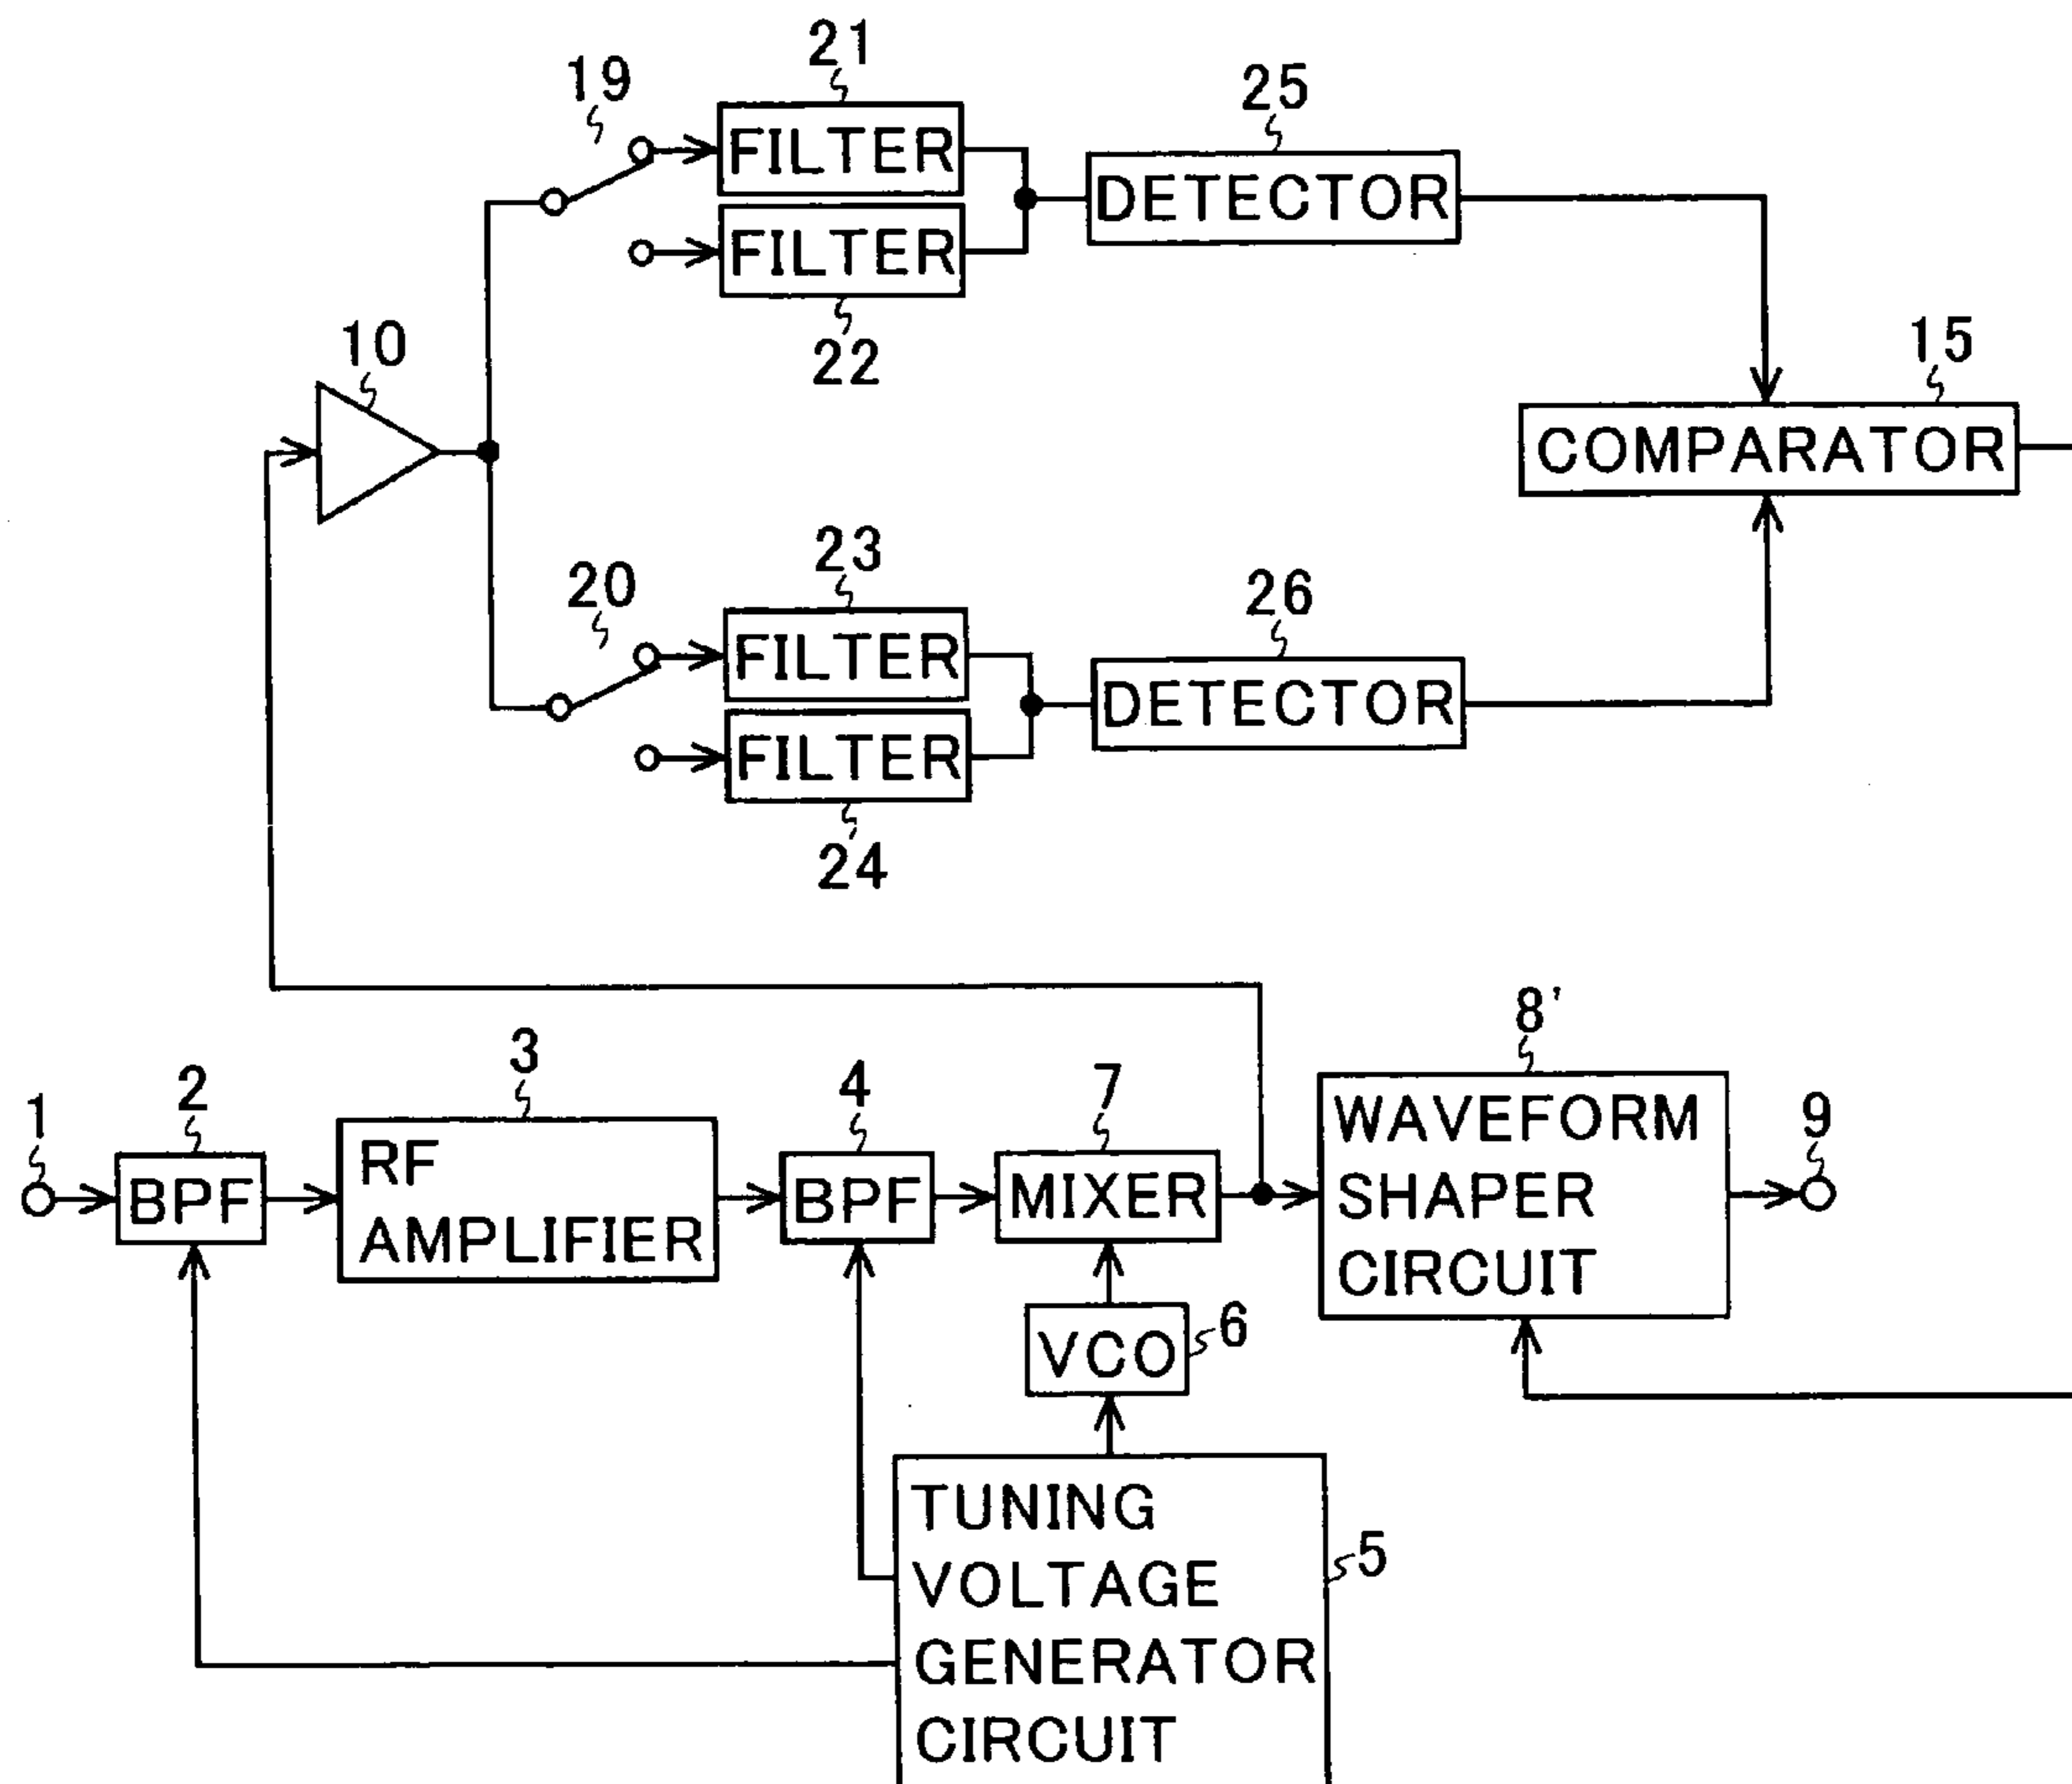 21
19
25
FILTER
DETECTOR
FILTER
22
10
15
COMPARATOR
23
20
26
FILTER
DETECTOR
FILTER
24
8'
3
2
4
7
1
9
BPF
RF
AMPLIFIER
BPF
MIXER
WAVEFORM
SHAPER
CIRCUIT
VCO
6
TUNING
VOLTAGE
GENERATOR
CIRCUIT
5